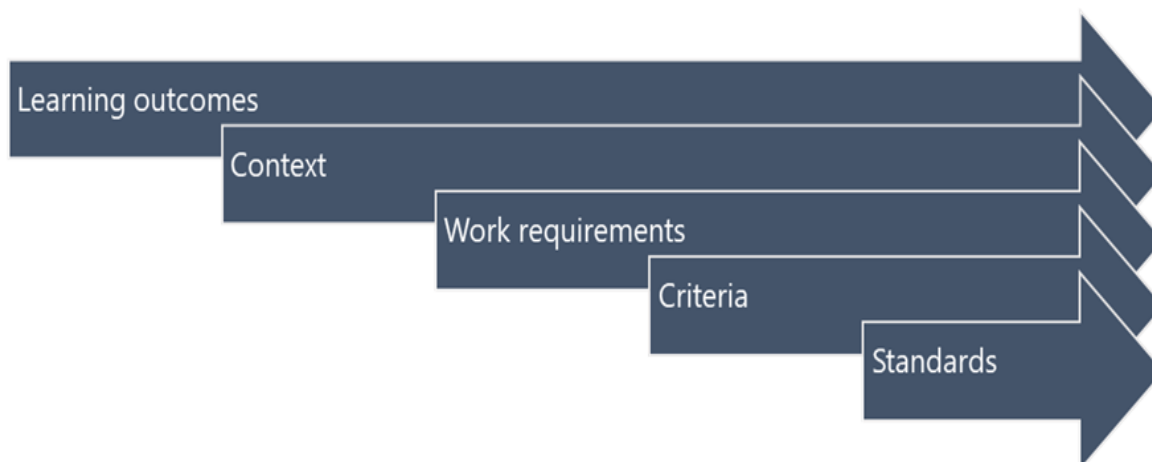 Learning outcomes
Context
Work requirements
Criteria
Standards